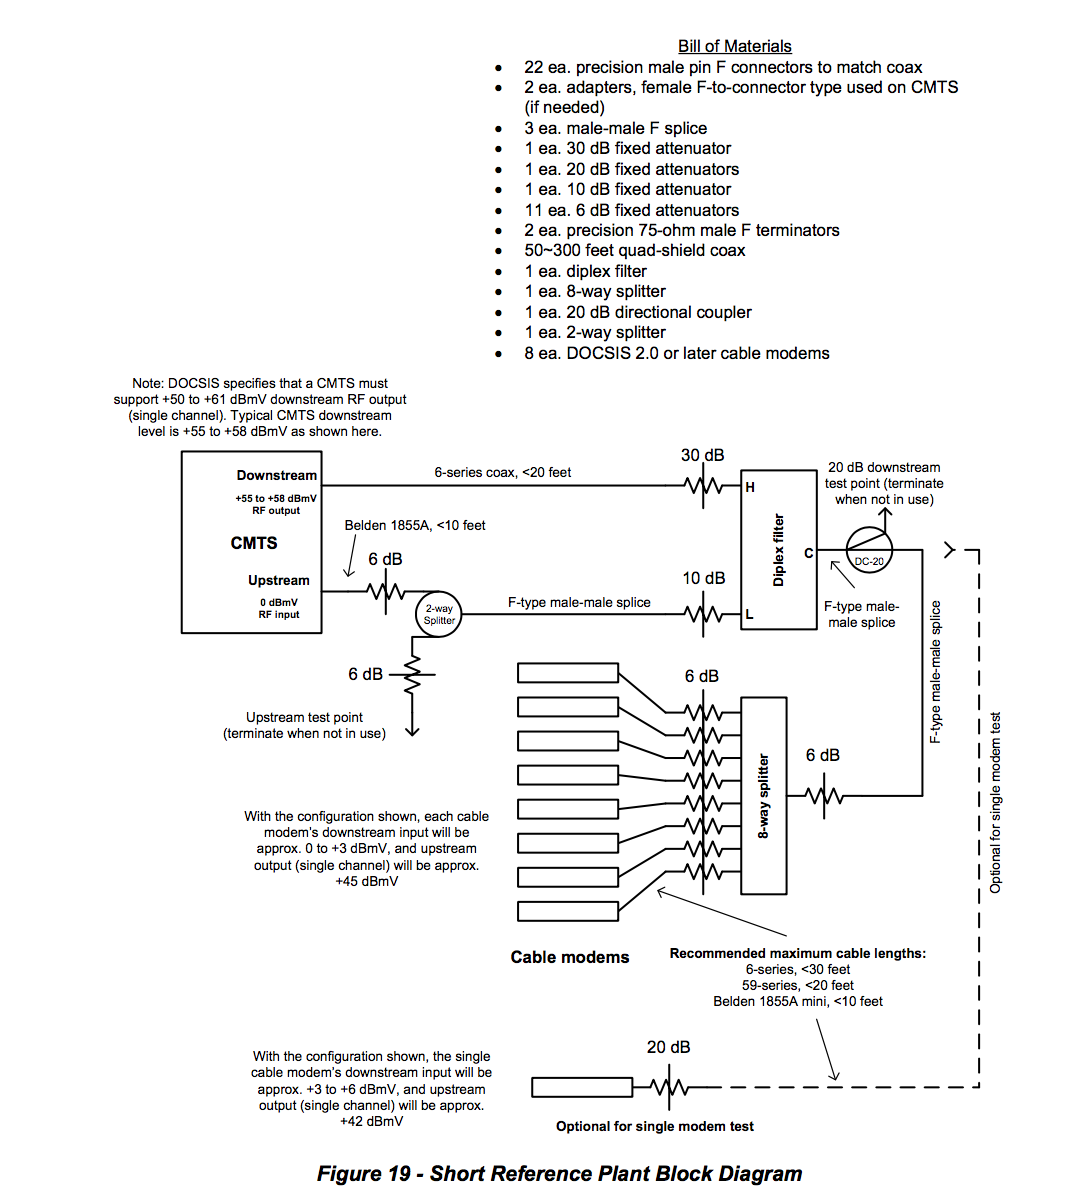 Bill of Materials
• 22 ea. precision male pin F connectors to match coax
• 2 ea. adapters, female F-to-connector type used on CMTS
(if needed)
• 3 ea. male-male F splice
• 1 ea. 30 dB fixed attenuator
• 1 ea. 20 dB fixed attenuators
• 1 ea. 10 dB fixed attenuator
• 11 ea. 6 dB fixed attenuators
• 2 ea. precision 75-ohm male F terminators
• 50~300 feet quad-shield coax
• 1 ea. diplex filter
• 1 ea. 8-way splitter
• 1 ea. 20 dB directional coupler
• 1 ea. 2-way splitter
• 8 ea. DOCSIS 2.0 or later cable modems
Note: DOCSIS specifies that a CMTS must
support +50 to +61 dBmV downstream RF output
(single channel). Typical CMTS downstream
level is +55 to +58 dBmV as shown here.
Downstream
+55 to +58 dBmV
RF output
CMTS
Upstream
0 dBmV
RF input
6-series coax, <20 feet
Belden 1855A, <10 feet
6 dB
2-way
Splitter
6 dB
Upstream test point
(terminate when not in use)
F-type male-male splice
30 dB
10 dB
H
L
C
Diplex filter
20 dB downstream
test point (terminate
when not in use)
DC-20
F-type male-
male splice
F-type male-male splice
Optional for single modem test
6 dB
8-way splitter
6 dB
With the configuration shown, each cable
modem's downstream input will be
approx. 0 to +3 dBmV, and upstream
output (single channel) will be approx.
+45 dBmV
Cable modems
Recommended maximum cable lengths:
6-series, <30 feet
59-series, <20 feet
Belden 1855A mini, <10 feet
With the configuration shown, the single
cable modem's downstream input will be
approx. +3 to +6 dBmV, and upstream
output (single channel) will be approx.
+42 dBmV
20 dB
Optional for single modem test
Figure 19 - Short Reference Plant Block Diagram